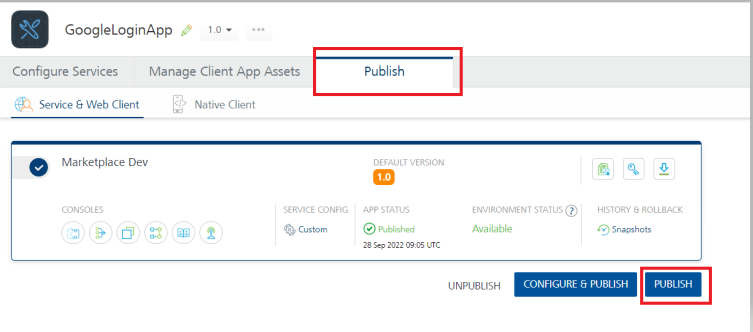 GoogleLoginApp 1.0
Configure Services Manage Client App Assets Publish
Service & Web Client Native Client
Marketplace Dev DEFAULT VERSION
1.0
CONSOLES SERVICE CONFIG APP STATUS ENVIRONMENT STATUS ? HISTORY & ROLLBACK
Custom Published Available Snapshots
28 Sep 2022 09:05 UTC
UNPUBLISH CONFIGURE & PUBLISH PUBLISH